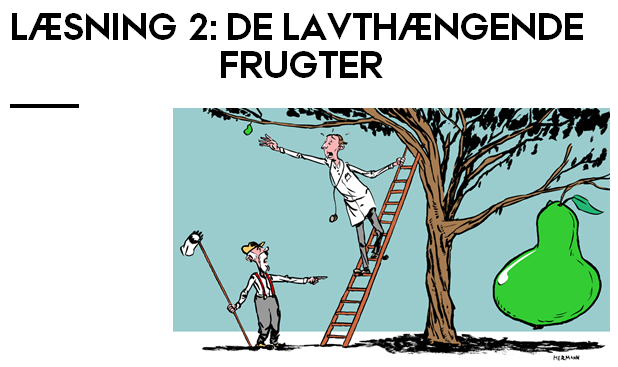 LÆSNING 2: DE LAVTHÆNGENDE
FRUGTER
HERMANN